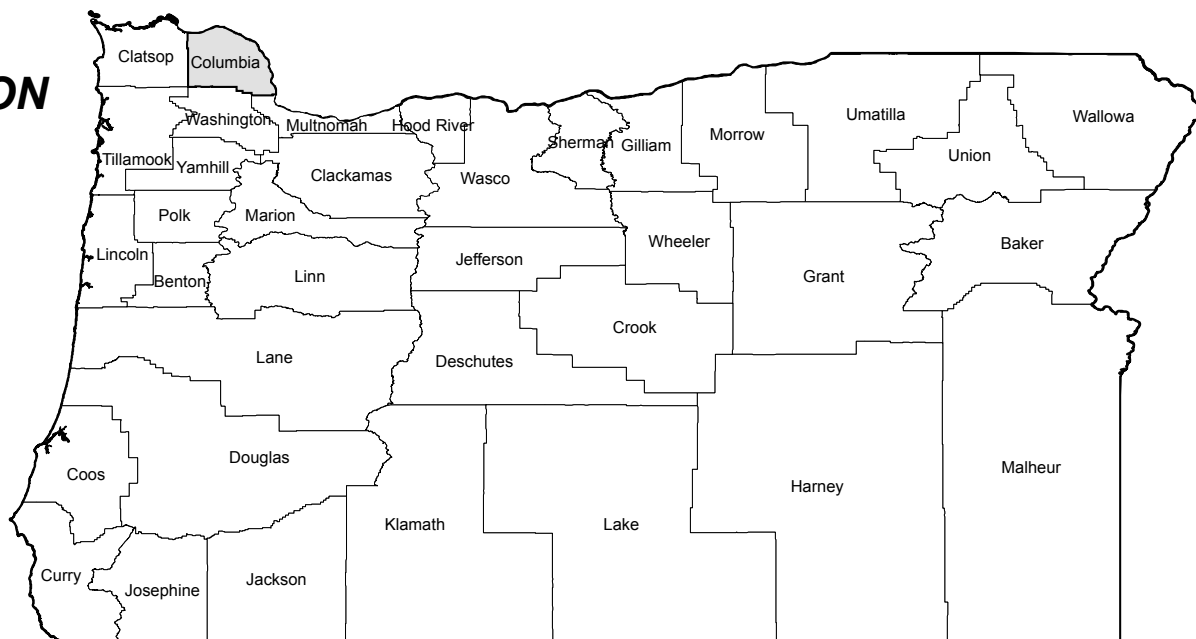 Clatsop
Columbia
ON
Washington
Multnomah
Hood River
Sherman
Gilliam
Morrow
Umatilla
Wallowa
Union
Tillamook
Yamhill
Clackamas
Wasco
Polk
Marion
Wheeler
Baker
Lincoln
Benton
Linn
Jefferson
Grant
Crook
Lane
Deschutes
Coos
Douglas
Klamath
Lake
Harney
Malheur
Curry
Josephine
Jackson